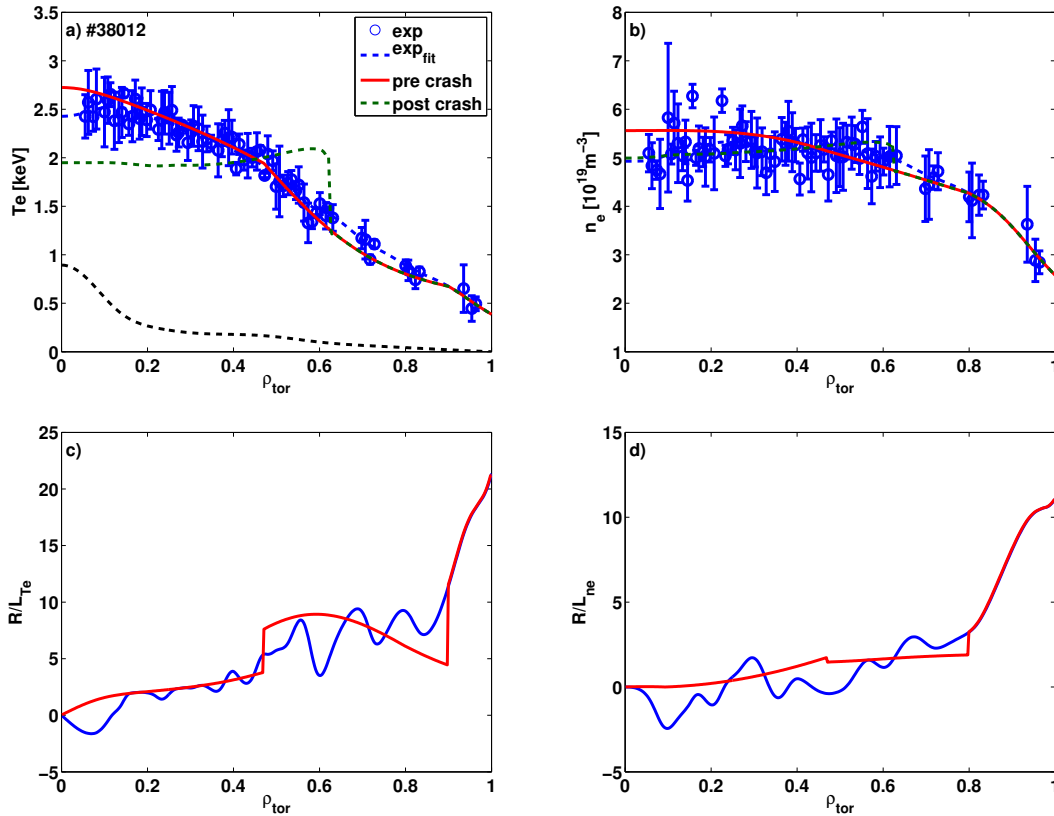 a) #38012
exp
exp_fit
pre crash
post crash
Te [keV]
3.5
3
2.5
2
1.5
1
0.5
0
0 0.2 0.4 0.6 0.8 1
ρ_tor
b)
n_e [10^19 m^−3]
8
7
6
5
4
3
2
1
0 0.2 0.4 0.6 0.8 1
ρ_tor
c)
R/L_Te
25
20
15
10
5
0
−5
0 0.2 0.4 0.6 0.8 1
ρ_tor
d)
R/L_ne
15
10
5
0
−5
0 0.2 0.4 0.6 0.8 1
ρ_tor